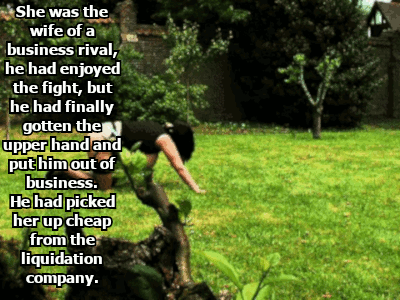 She was the
wife of a
business rival,
he had enjoyed
the fight, but
he had finally
gotten the
upper hand and
put him out of
business.
He had picked
her up cheap
from the
liquidation
company.